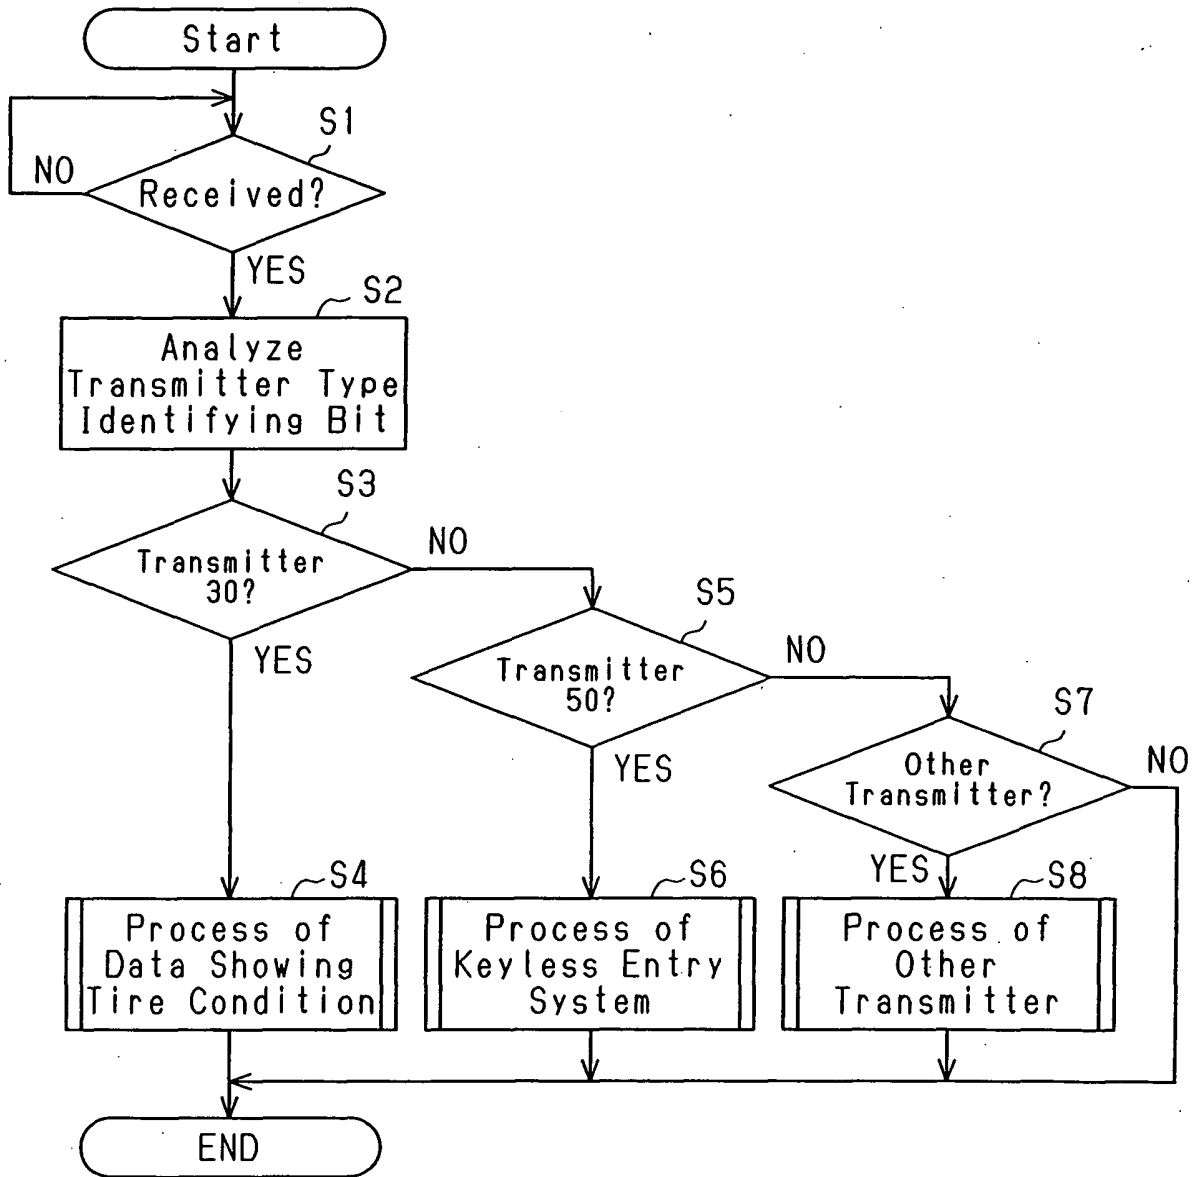 Start
S1
NO
Received?
YES
S2
Analyze
Transmitter Type
Identifying Bit
S3
NO
Transmitter
30?
YES
S5
NO
Transmitter
50?
YES
S7
NO
Other
Transmitter?
YES
S4
Process of
Data Showing
Tire Condition
S6
Process of
Keyless Entry
System
S8
Process of
Other
Transmitter
END